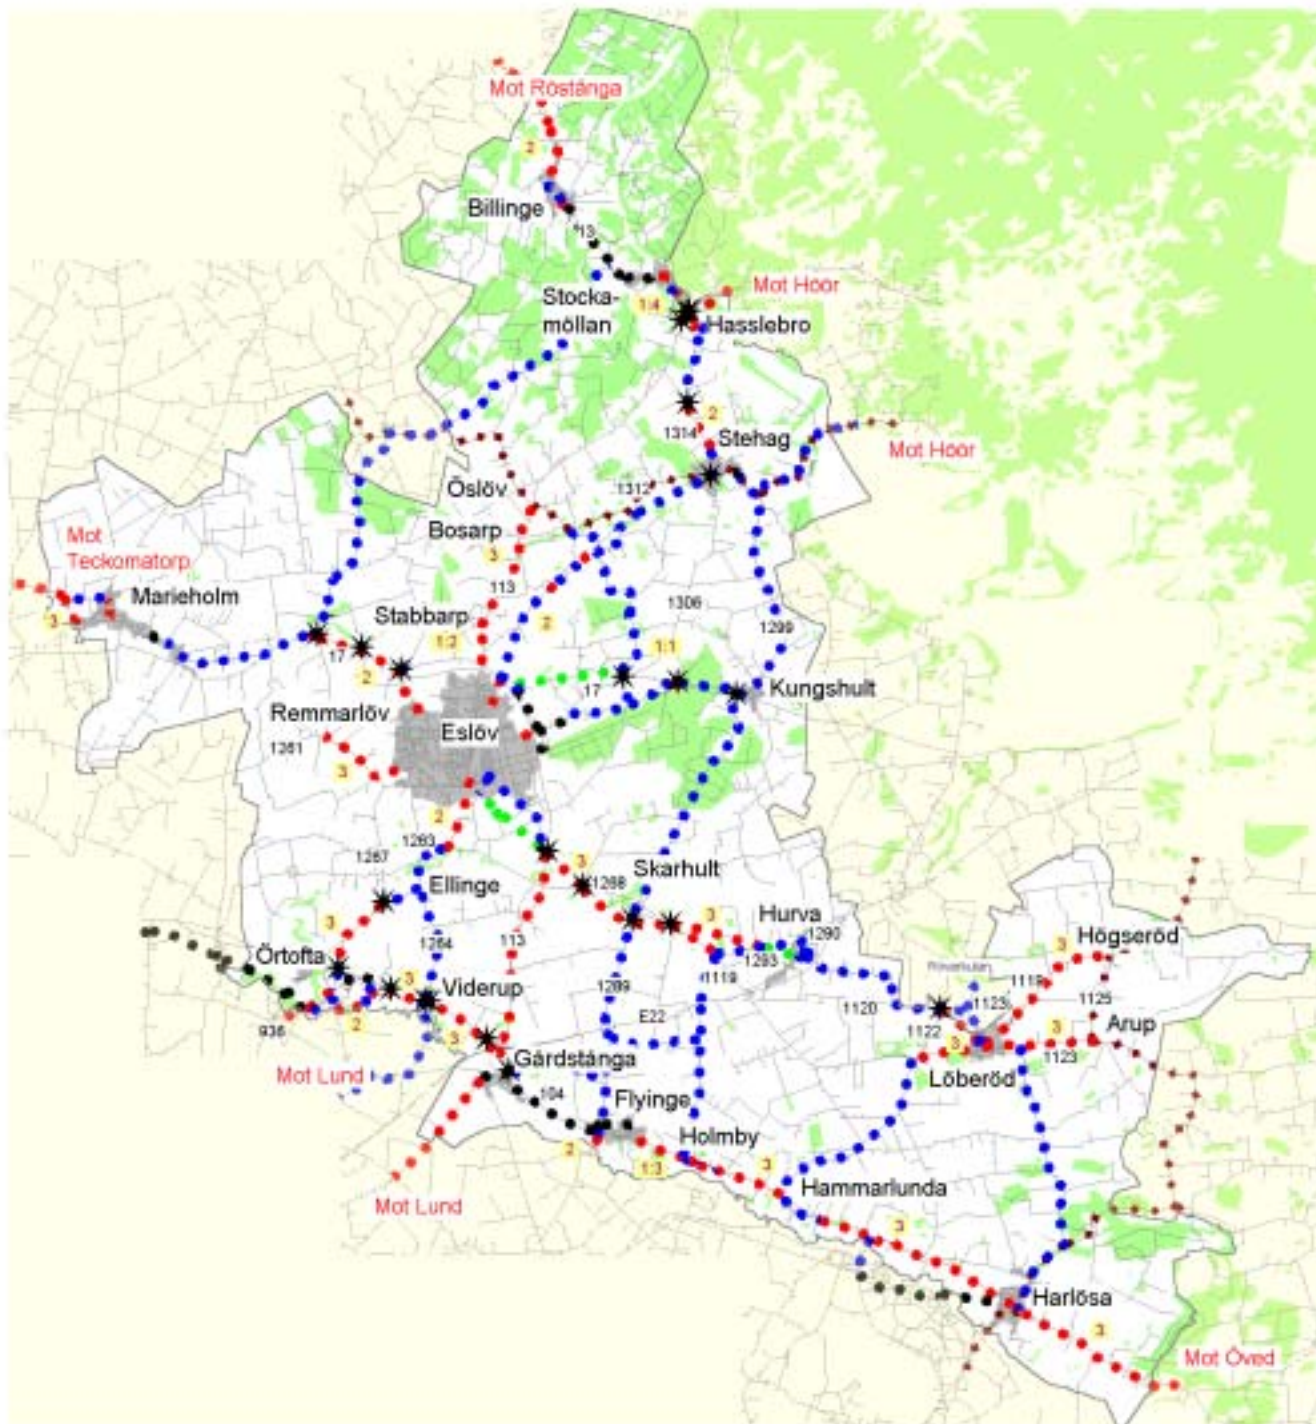 Mot Röstånga
2
Billinge
13
Mot Höör
Stocka-
möllan
1:4
Hasslebro
2
1314
Stehag
Mot Höör
Öslöv
1312
Bosarp
3
Mot
Teckomatorp
113
Marieholm
3
2
1306
1299
Stabbarp
1:2
1:1
17
2
17
Kungshult
Remmarlöv
Eslöv
1261
3
2
1263
1267
3
1268
Skarhult
Ellinge
3
3
Hurva
1290
Högseröd
3
113
1264
1293
1119
Örtofta
3
Viderup
1119
1289
1123
1125
E22
1120
936
2
3
1122
3
3
Arup
1123
Gårdstånga
Löberöd
Mot Lund
104
Flyinge
Holmby
2
1:3
3
Hammarlunda
Mot Lund
3
Harlösa
3
Mot Öved